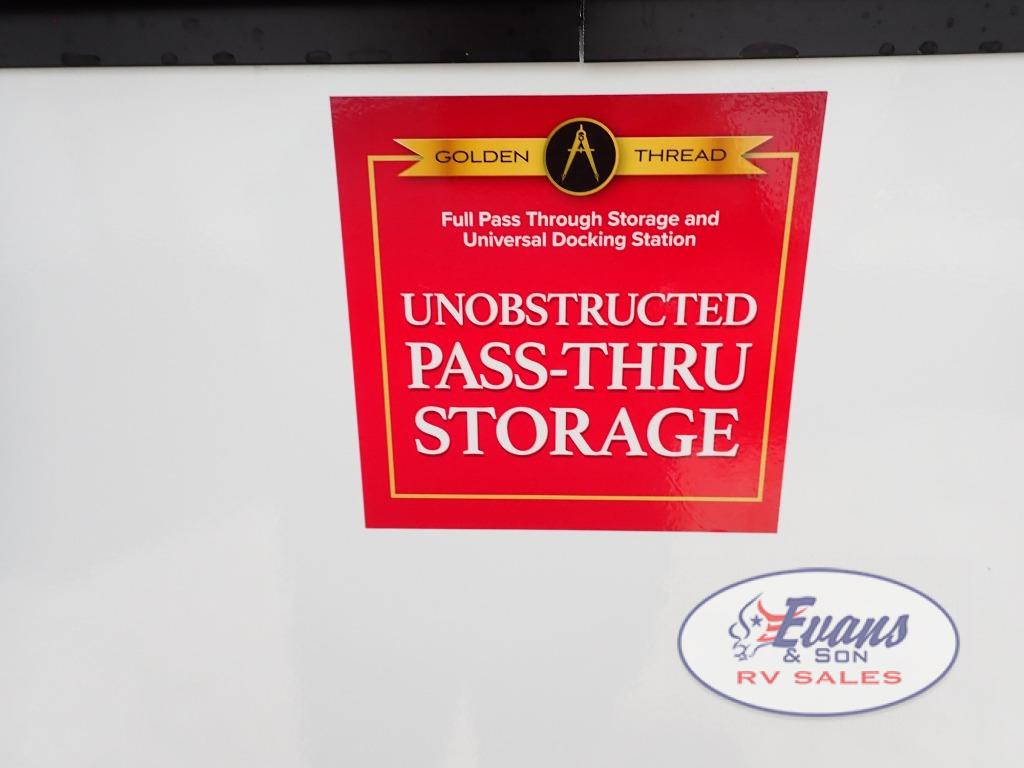 GOLDEN THREAD
Full Pass Through Storage and
Universal Docking Station
UNOBSTRUCTED
PASS-THRU
STORAGE
Evans
& SON
RV SALES